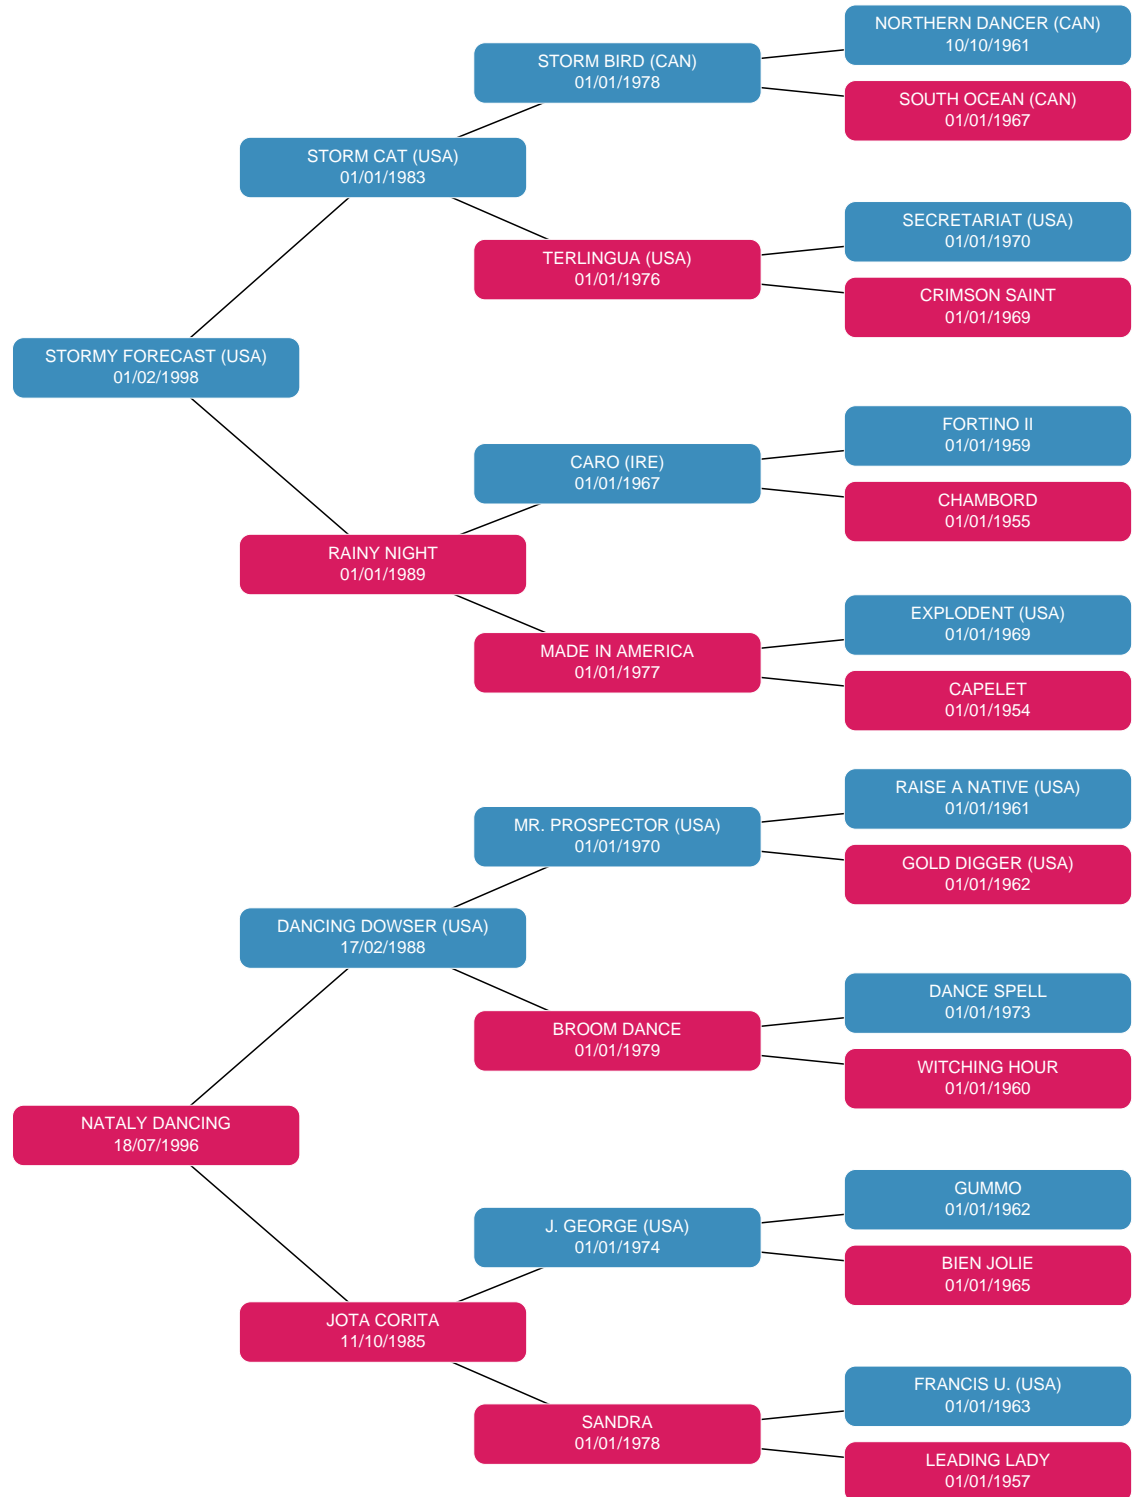 NORTHERN DANCER (CAN)
10/10/1961
STORM BIRD (CAN)
01/01/1978
SOUTH OCEAN (CAN)
01/01/1967
STORM CAT (USA)
01/01/1983
SECRETARIAT (USA)
01/01/1970
TERLINGUA (USA)
01/01/1976
CRIMSON SAINT
01/01/1969
STORMY FORECAST (USA)
01/02/1998
FORTINO II
01/01/1959
CARO (IRE)
01/01/1967
CHAMBORD
01/01/1955
RAINY NIGHT
01/01/1989
EXPLODENT (USA)
01/01/1969
MADE IN AMERICA
01/01/1977
CAPELET
01/01/1954
RAISE A NATIVE (USA)
01/01/1961
MR. PROSPECTOR (USA)
01/01/1970
GOLD DIGGER (USA)
01/01/1962
DANCING DOWSER (USA)
17/02/1988
DANCE SPELL
01/01/1973
BROOM DANCE
01/01/1979
WITCHING HOUR
01/01/1960
NATALY DANCING
18/07/1996
GUMMO
01/01/1962
J. GEORGE (USA)
01/01/1974
BIEN JOLIE
01/01/1965
JOTA CORITA
11/10/1985
FRANCIS U. (USA)
01/01/1963
SANDRA
01/01/1978
LEADING LADY
01/01/1957